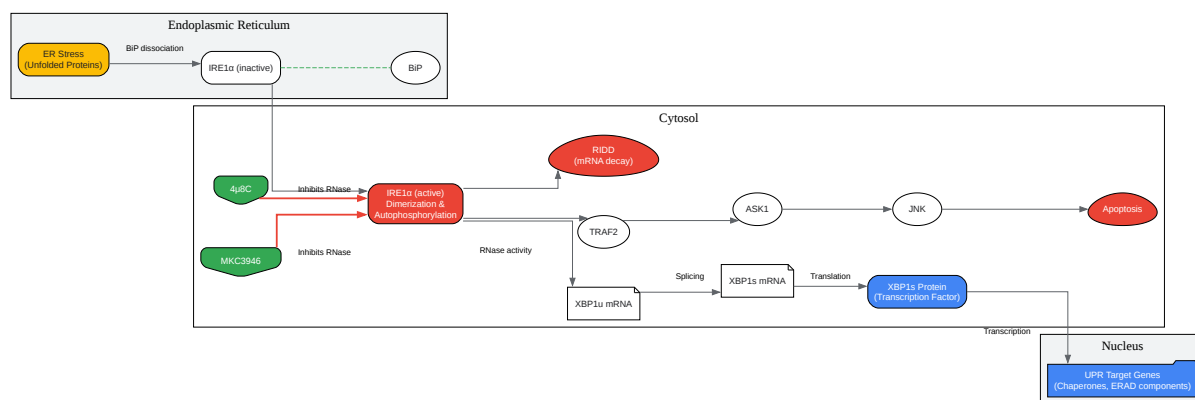 Endoplasmic Reticulum
ER Stress
(Unfolded Proteins)
BiP dissociation
IRE1α (inactive)
BiP
Cytosol
RIDD
(mRNA decay)
4μ8C
Inhibits RNase
IRE1α (active)
Dimerization &
Autophosphorylation
TRAF2
ASK1
JNK
Apoptosis
MKC3946
Inhibits RNase
RNase activity
XBP1u mRNA
Splicing
XBP1s mRNA
Translation
XBP1s Protein
(Transcription Factor)
Transcription
Nucleus
UPR Target Genes
(Chaperones, ERAD components)